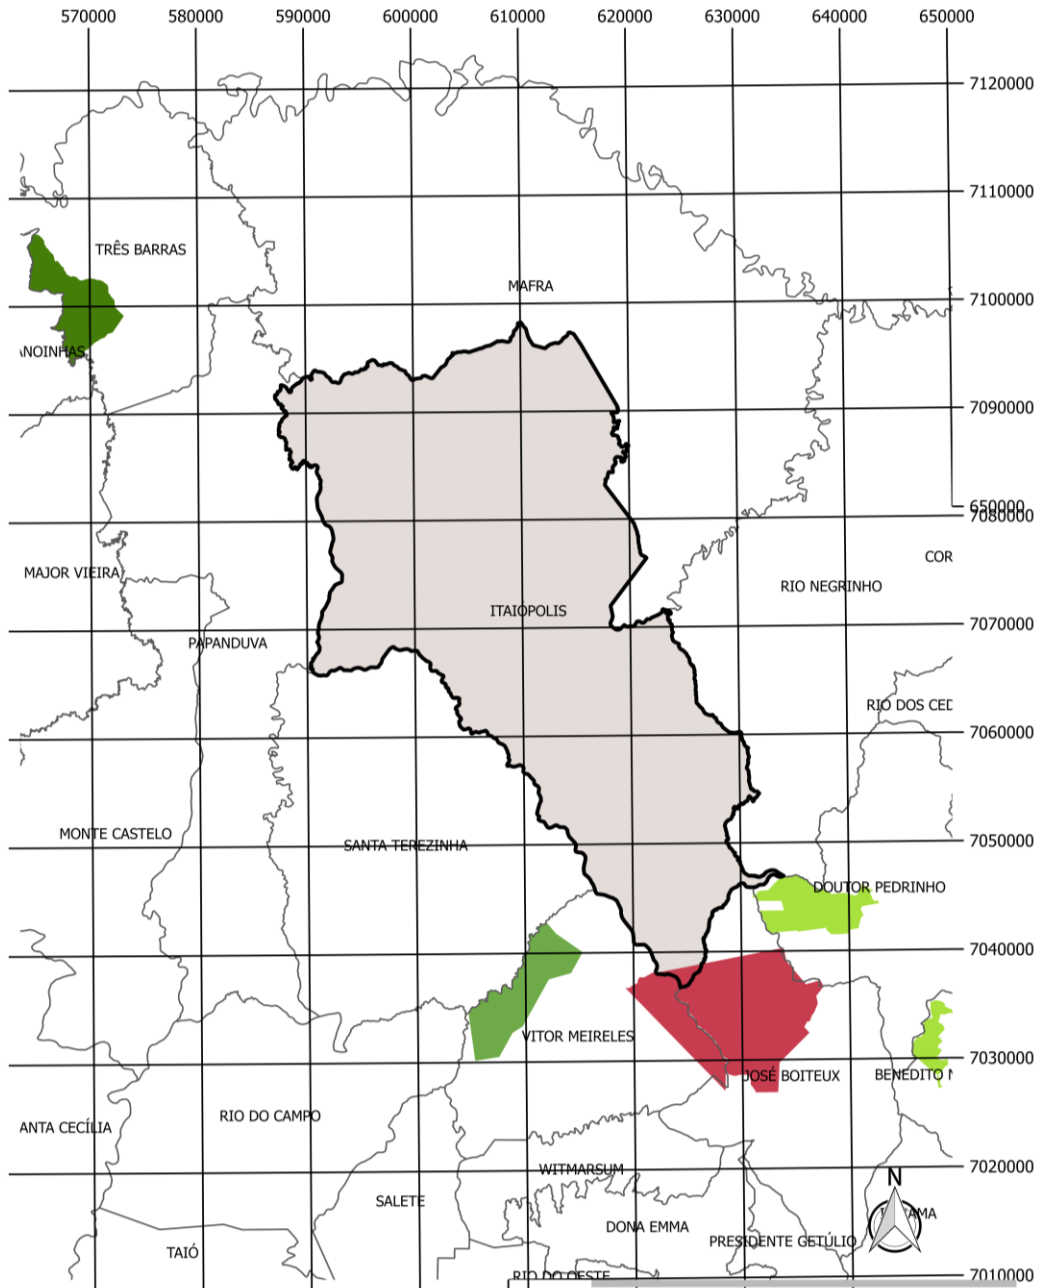 570000 580000 590000 600000 610000 620000 630000 640000 650000
7120000
7110000
TRÊS BARRAS
MAFRA
7100000
NOINHAS
7090000
650000
7080000
COR
MAJOR VIEIRA
RIO NEGRINHO
ITAIÓPOLIS
7070000
PAPANDUVA
RIO DOS CED
7060000
MONTE CASTELO
SANTA TEREZINHA
7050000
DOUTOR PEDRINHO
7040000
VITOR MEIRELES
7030000
JOSÉ BOITEUX
BENEDITO N
RIO DO CAMPO
ANTA CECÍLIA
WITMARSUM
7020000
N
SALETE
AMA
DONA EMMA
PRESIDENTE GETÚLIO
TAIÓ
RIO DO OESTE
7010000